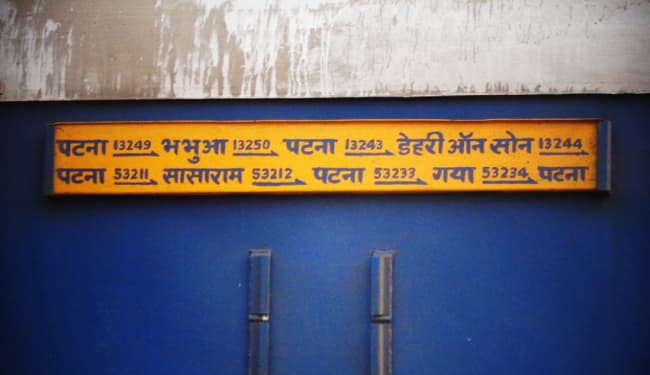 पटना 13249 भभुआ 13250 पटना 13243 डेहरी ऑन सोन 13244
पटना 53211 सासाराम 53212 पटना 53233 गया 53234 पटना